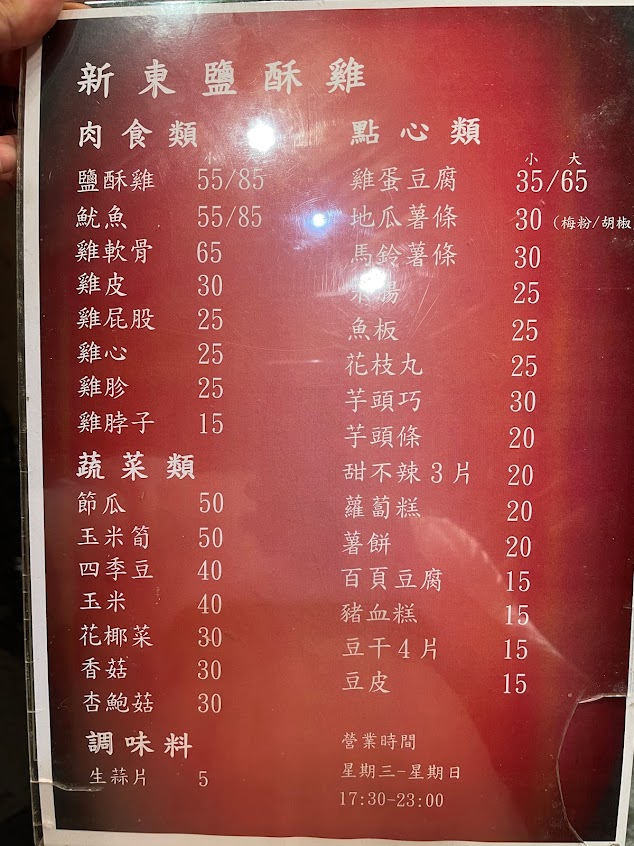 新東鹽酥雞
肉食類
小
鹽酥雞 55/85
魷魚 55/85
雞軟骨 65
雞皮 30
雞屁股 25
雞心 25
雞胗 25
雞脖子 15
蔬菜類
節瓜 50
玉米筍 50
四季豆 40
玉米 40
花椰菜 30
香菇 30
杏鮑菇 30
調味料
生蒜片 5
點心類
小 大
雞蛋豆腐 35/65
地瓜薯條 30 (梅粉/胡椒
馬鈴薯條 30
腸 25
魚板 25
花枝丸 25
芋頭巧 30
芋頭條 20
甜不辣3片 20
蘿蔔糕 20
薯餅 20
百頁豆腐 15
豬血糕 15
豆干4片 15
豆皮 15
營業時間
星期三-星期日
17:30-23:00